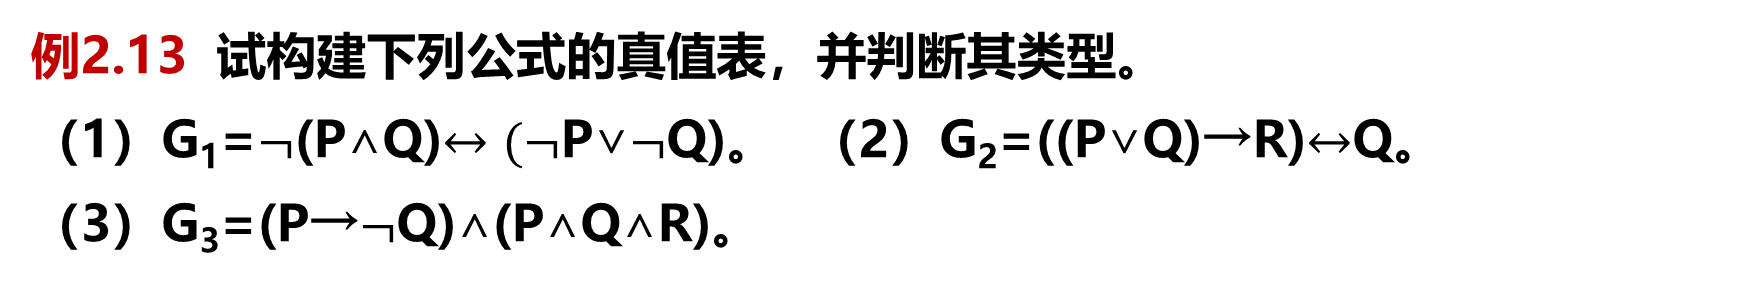 例2.13 试构建下列公式的真值表，并判断其类型。
（1）G₁=¬(P∧Q)↔（¬P∨¬Q)。 （2）G₂=((P∨Q)→R)↔Q。
（3）G₃=(P→¬Q)∧(P∧Q∧R)。